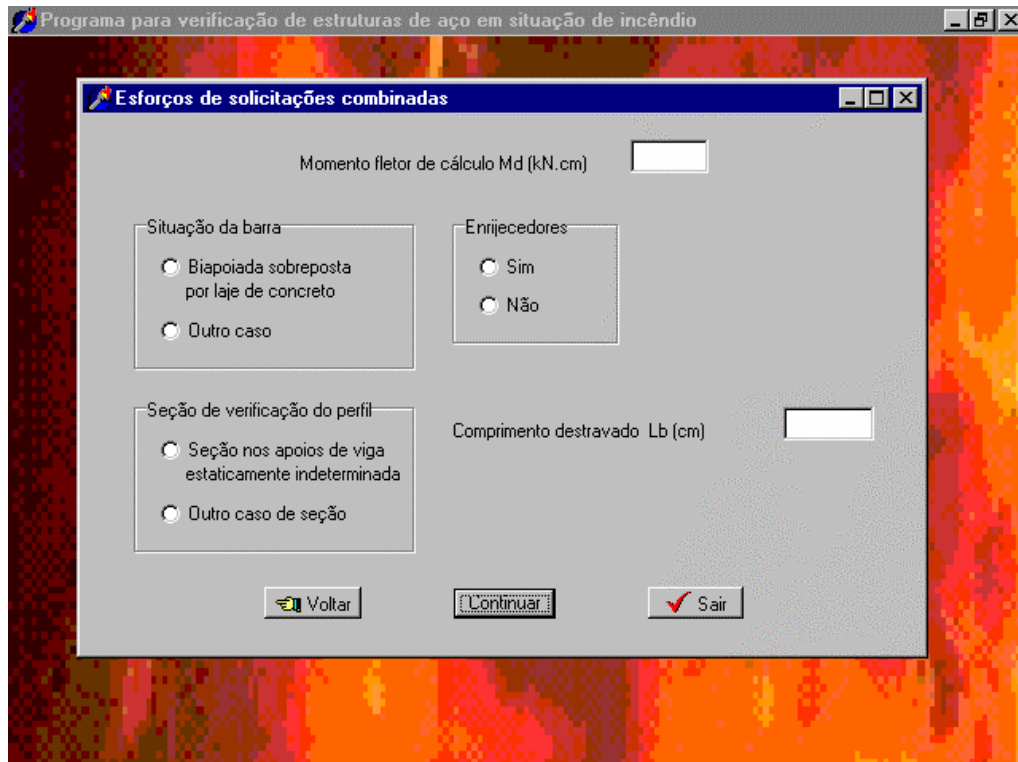 Programa para verificação de estruturas de aço em situação de incêndio
Esforços de solicitações combinadas
Momento fletor de cálculo Md (kN.cm)
Situação da barra
Biapoiada sobreposta
por laje de concreto
Outro caso
Enrijecedores
Sim
Não
Seção de verificação do perfil
Seção nos apoios de viga
estaticamente indeterminada
Outro caso de seção
Comprimento destravado Lb (cm)
Voltar
Continuar
Sair